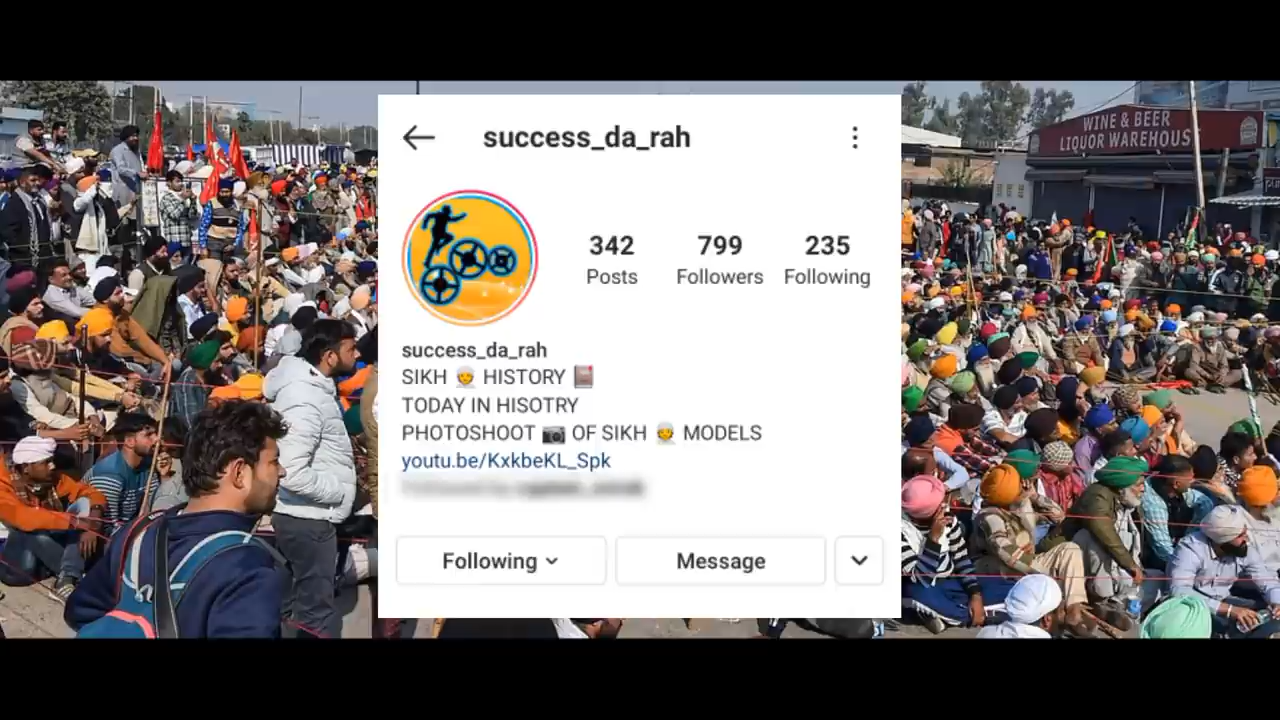 success_da_rah
342 799 235
Posts Followers Following
success_da_rah
SIKH 👳 HISTORY 📕
TODAY IN HISOTRY
PHOTOSHOOT 📷 OF SIKH 👳 MODELS
youtu.be/KxkbeKL_Spk
Following
Message
WINE & BEER
LIQUOR WAREHOUS